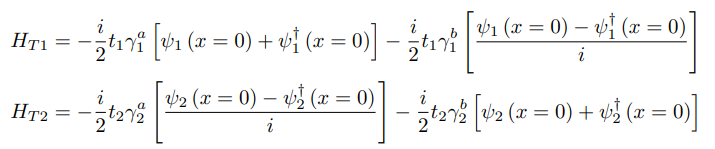 $H_{T1} = -\frac{i}{2} t_1 \gamma_1^a \left[ \psi_1 (x=0) + \psi_1^\dagger (x=0) \right] - \frac{i}{2} t_1 \gamma_1^b \left[ \frac{\psi_1 (x=0) - \psi_1^\dagger (x=0)}{i} \right]$
$H_{T2} = -\frac{i}{2} t_2 \gamma_2^a \left[ \frac{\psi_2 (x=0) - \psi_2^\dagger (x=0)}{i} \right] - \frac{i}{2} t_2 \gamma_2^b \left[ \psi_2 (x=0) + \psi_2^\dagger (x=0) \right]$